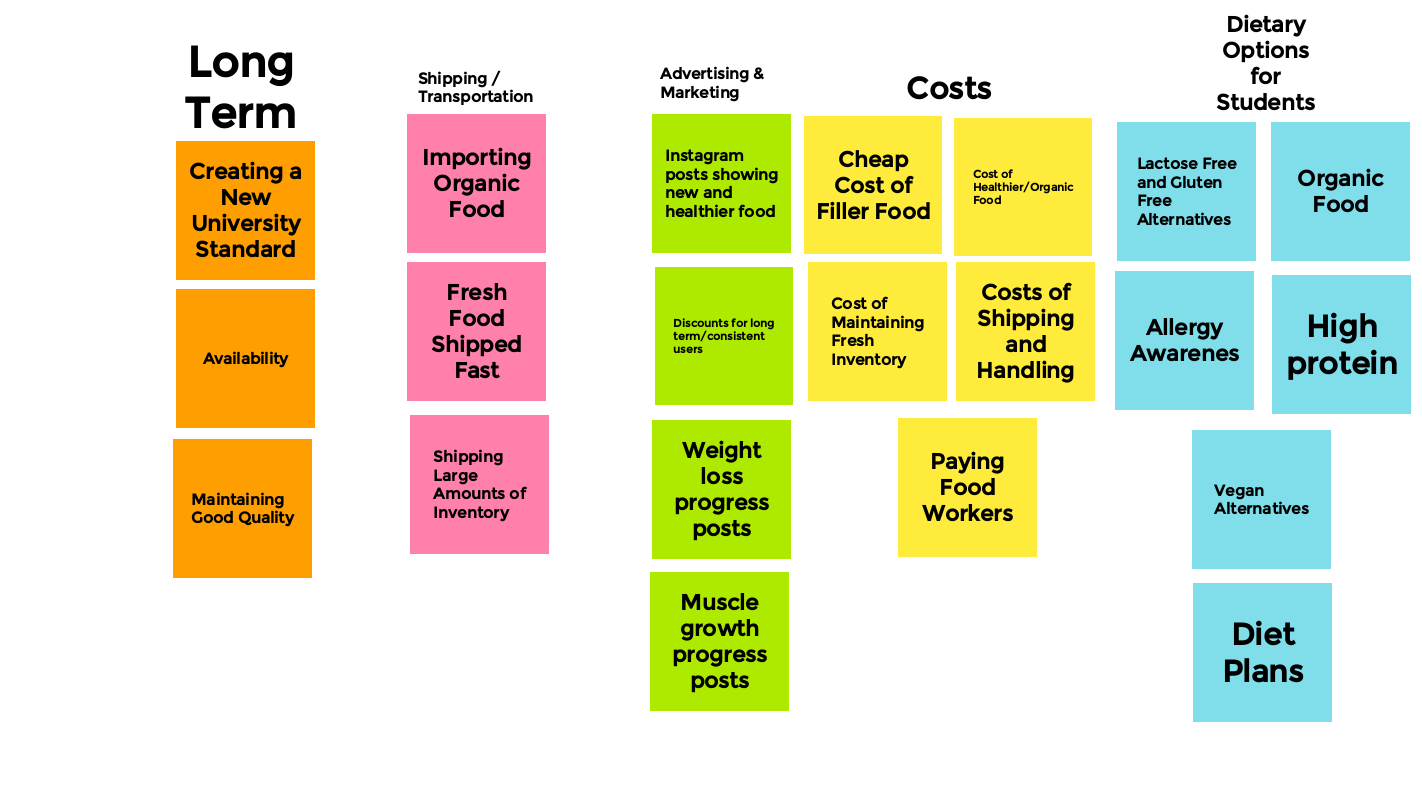 Long
Term
Creating a
New
University
Standard
Availability
Maintaining
Good Quality
Shipping /
Transportation
Importing
Organic
Food
Fresh
Food
Shipped
Fast
Shipping
Large
Amounts of
Inventory
Advertising &
Marketing
Instagram
posts showing
new and
healthier food
Discounts for long
term/consistent
users
Weight
loss
progress
posts
Muscle
growth
progress
posts
Costs
Cheap
Cost of
Filler Food
Cost of
Healthier/Organic
Food
Cost of
Maintaining
Fresh
Inventory
Costs of
Shipping
and
Handling
Paying
Food
Workers
Dietary
Options
for
Students
Lactose Free
and Gluten
Free
Alternatives
Organic
Food
Allergy
Awarenes
High
protein
Vegan
Alternatives
Diet
Plans